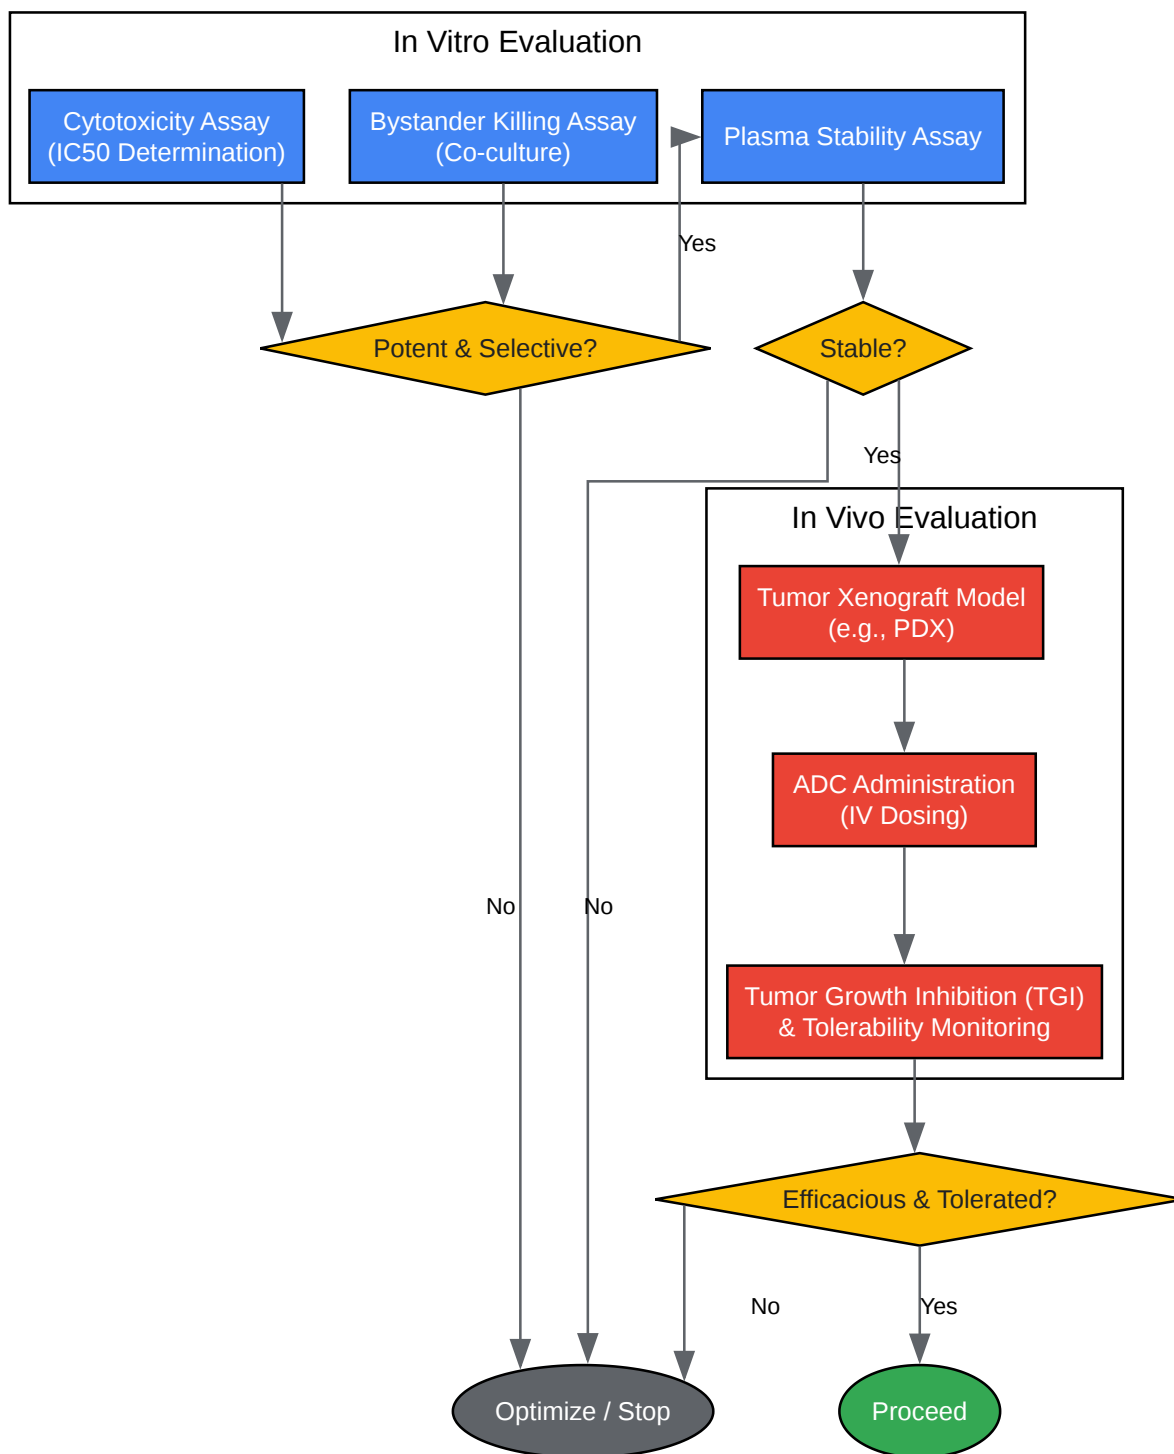 In Vitro Evaluation
Cytotoxicity Assay
(IC50 Determination)
Bystander Killing Assay
(Co-culture)
Plasma Stability Assay
Yes
Potent & Selective?
Stable?
Yes
In Vivo Evaluation
Tumor Xenograft Model
(e.g., PDX)
ADC Administration
(IV Dosing)
No
No
Tumor Growth Inhibition (TGI)
& Tolerability Monitoring
Efficacious & Tolerated?
No
Yes
Optimize / Stop
Proceed